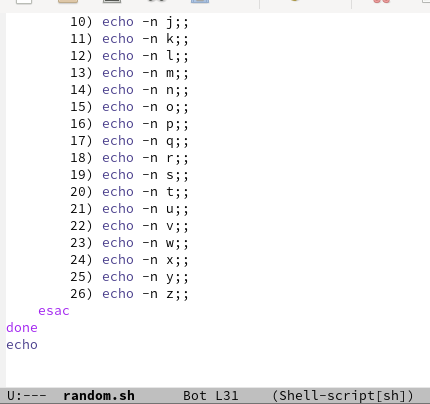 10) echo -n j;;
11) echo -n k;;
12) echo -n l;;
13) echo -n m;;
14) echo -n n;;
15) echo -n o;;
16) echo -n p;;
17) echo -n q;;
18) echo -n r;;
19) echo -n s;;
20) echo -n t;;
21) echo -n u;;
22) echo -n v;;
23) echo -n w;;
24) echo -n x;;
25) echo -n y;;
26) echo -n z;;
esac
done
echo
U:--- random.sh Bot L31 (Shell-script[sh])